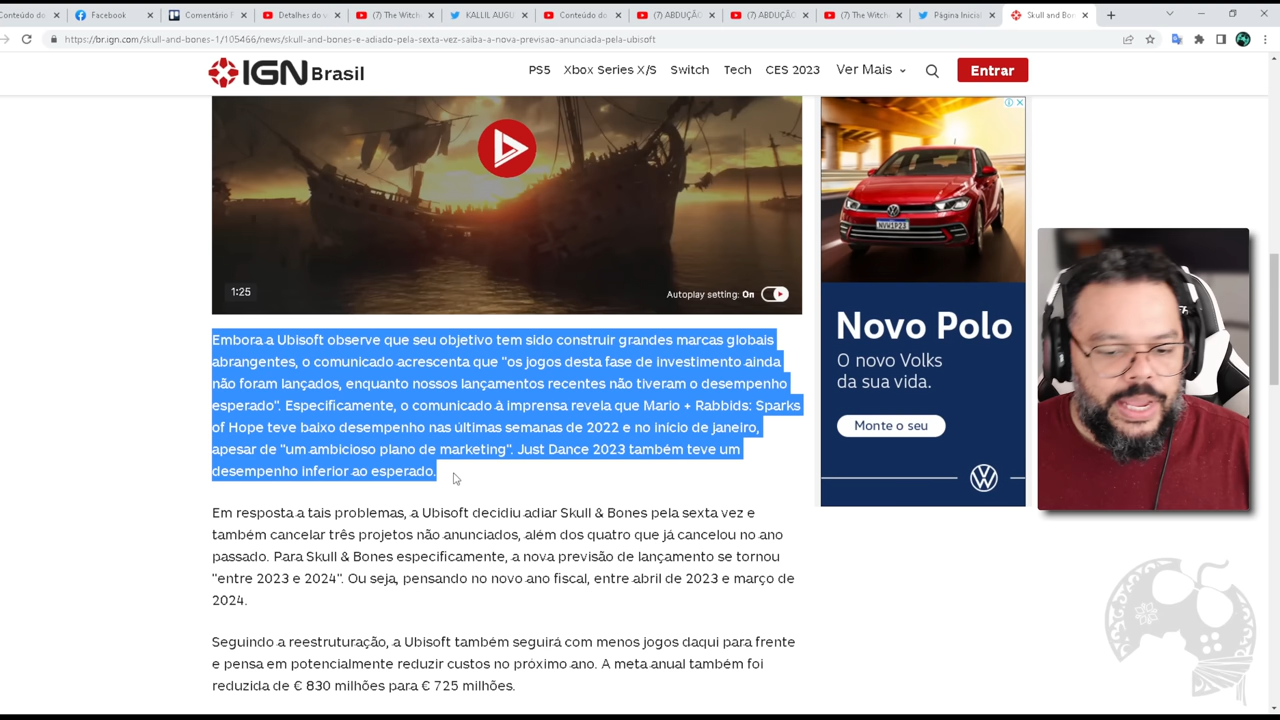 Conteúdo de
Facebook
Comentário F
Detalhes do v
(7) The Witch
KALLIL AUGU
Conteúdo do
(7) ABDUÇÃ
(7) ABDUÇ
(7) The Witch
Página Inicial
Skull and Bon
https://br.ign.com/skull-and-bones-1/105466/news/skull-and-bones-e-adiado-pela-sexta-vez-saiba-a-nova-previsao-anunciada-pela-ubisoft
IGN Brasil
PS5 Xbox Series X/S Switch Tech CES 2023 Ver Mais
Entrar
1:25
Autoplay setting: On
Embora a Ubisoft observe que seu objetivo tem sido construir grandes marcas globais
abrangentes, o comunicado acrescenta que "os jogos desta fase de investimento ainda
não foram lançados, enquanto nossos lançamentos recentes não tiveram o desempenho
esperado". Especificamente, o comunicado à imprensa revela que Mario + Rabbids: Sparks
of Hope teve baixo desempenho nas últimas semanas de 2022 e no início de janeiro,
apesar de "um ambicioso plano de marketing". Just Dance 2023 também teve um
desempenho inferior ao esperado.
Em resposta a tais problemas, a Ubisoft decidiu adiar Skull & Bones pela sexta vez e
também cancelar três projetos não anunciados, além dos quatro que já cancelou no ano
passado. Para Skull & Bones especificamente, a nova previsão de lançamento se tornou
"entre 2023 e 2024". Ou seja, pensando no novo ano fiscal, entre abril de 2023 e março de
2024.
Seguindo a reestruturação, a Ubisoft também seguirá com menos jogos daqui para frente
e pensa em potencialmente reduzir custos no próximo ano. A meta anual também foi
reduzida de € 830 milhões para € 725 milhões.
Novo Polo
O novo Volks
da sua vida.
Monte o seu